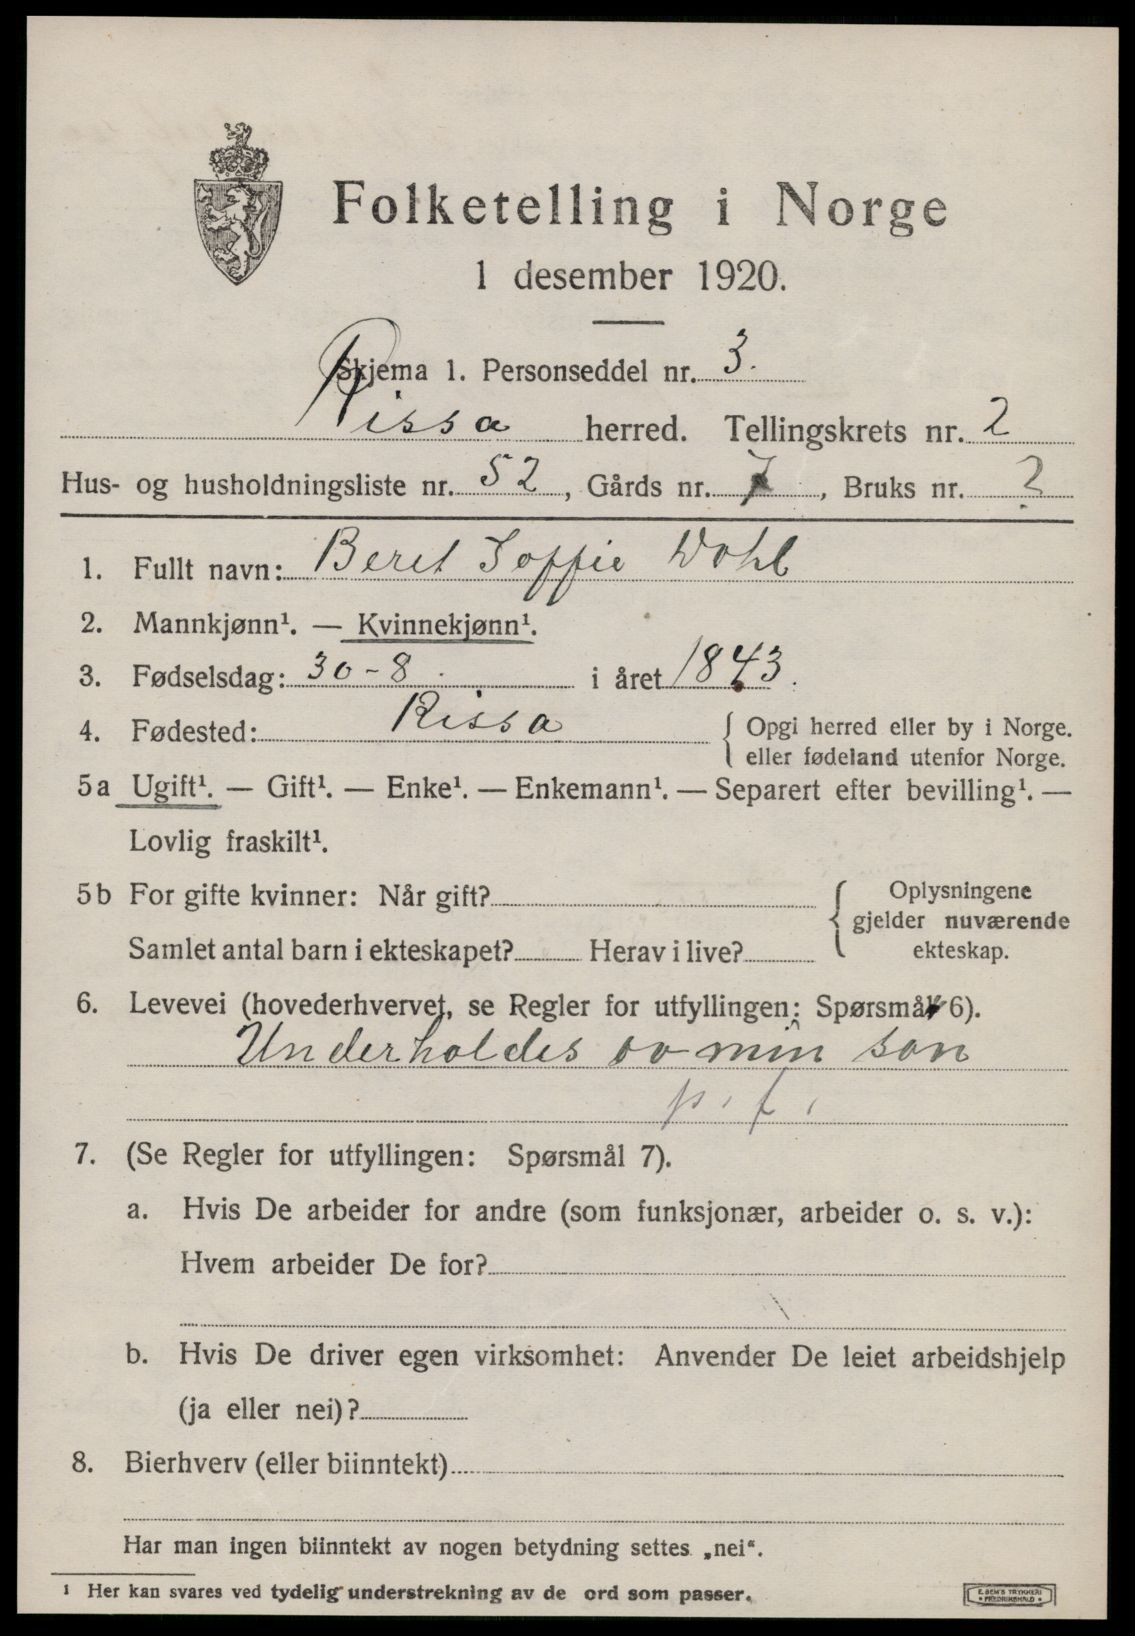 Folketelling i Norge
1 desember 1920.
Skjema 1. Personseddel nr. 3.
Rissa herred. Tellingskrets nr. 2
Hus- og husholdningsliste nr. 52, Gårds nr. 7, Bruks nr. 2
1. Fullt navn: Beret Soffie Dahl
2. Mannkjønn¹. — Kvinnekjønn¹.
3. Fødselsdag: 30-8 i året 1843.
4. Fødested: Rissa { Opgi herred eller by i Norge.
eller fødeland utenfor Norge.
5a Ugift¹. — Gift¹. — Enke¹. — Enkemann¹. — Separert efter bevilling¹. —
Lovlig fraskilt¹.
5b For gifte kvinner: Når gift? { Oplysningene
gjelder nuværende
Samlet antal barn i ekteskapet? Herav i live? ekteskap.
6. Levevei (hovederhvervet, se Regler for utfyllingen: Spørsmål 6).
Underholdes av min søn
p. f.
7. (Se Regler for utfyllingen: Spørsmål 7).
a. Hvis De arbeider for andre (som funksjonær, arbeider o. s. v.):
Hvem arbeider De for?
b. Hvis De driver egen virksomhet: Anvender De leiet arbeidshjelp
(ja eller nei)?
8. Bierhverv (eller biinntekt)
Har man ingen biinntekt av nogen betydning settes „nei“.
¹ Her kan svares ved tydelig understrekning av de ord som passer.
E. SEM'S TRYKKERI
• FREDRIKSHALD •